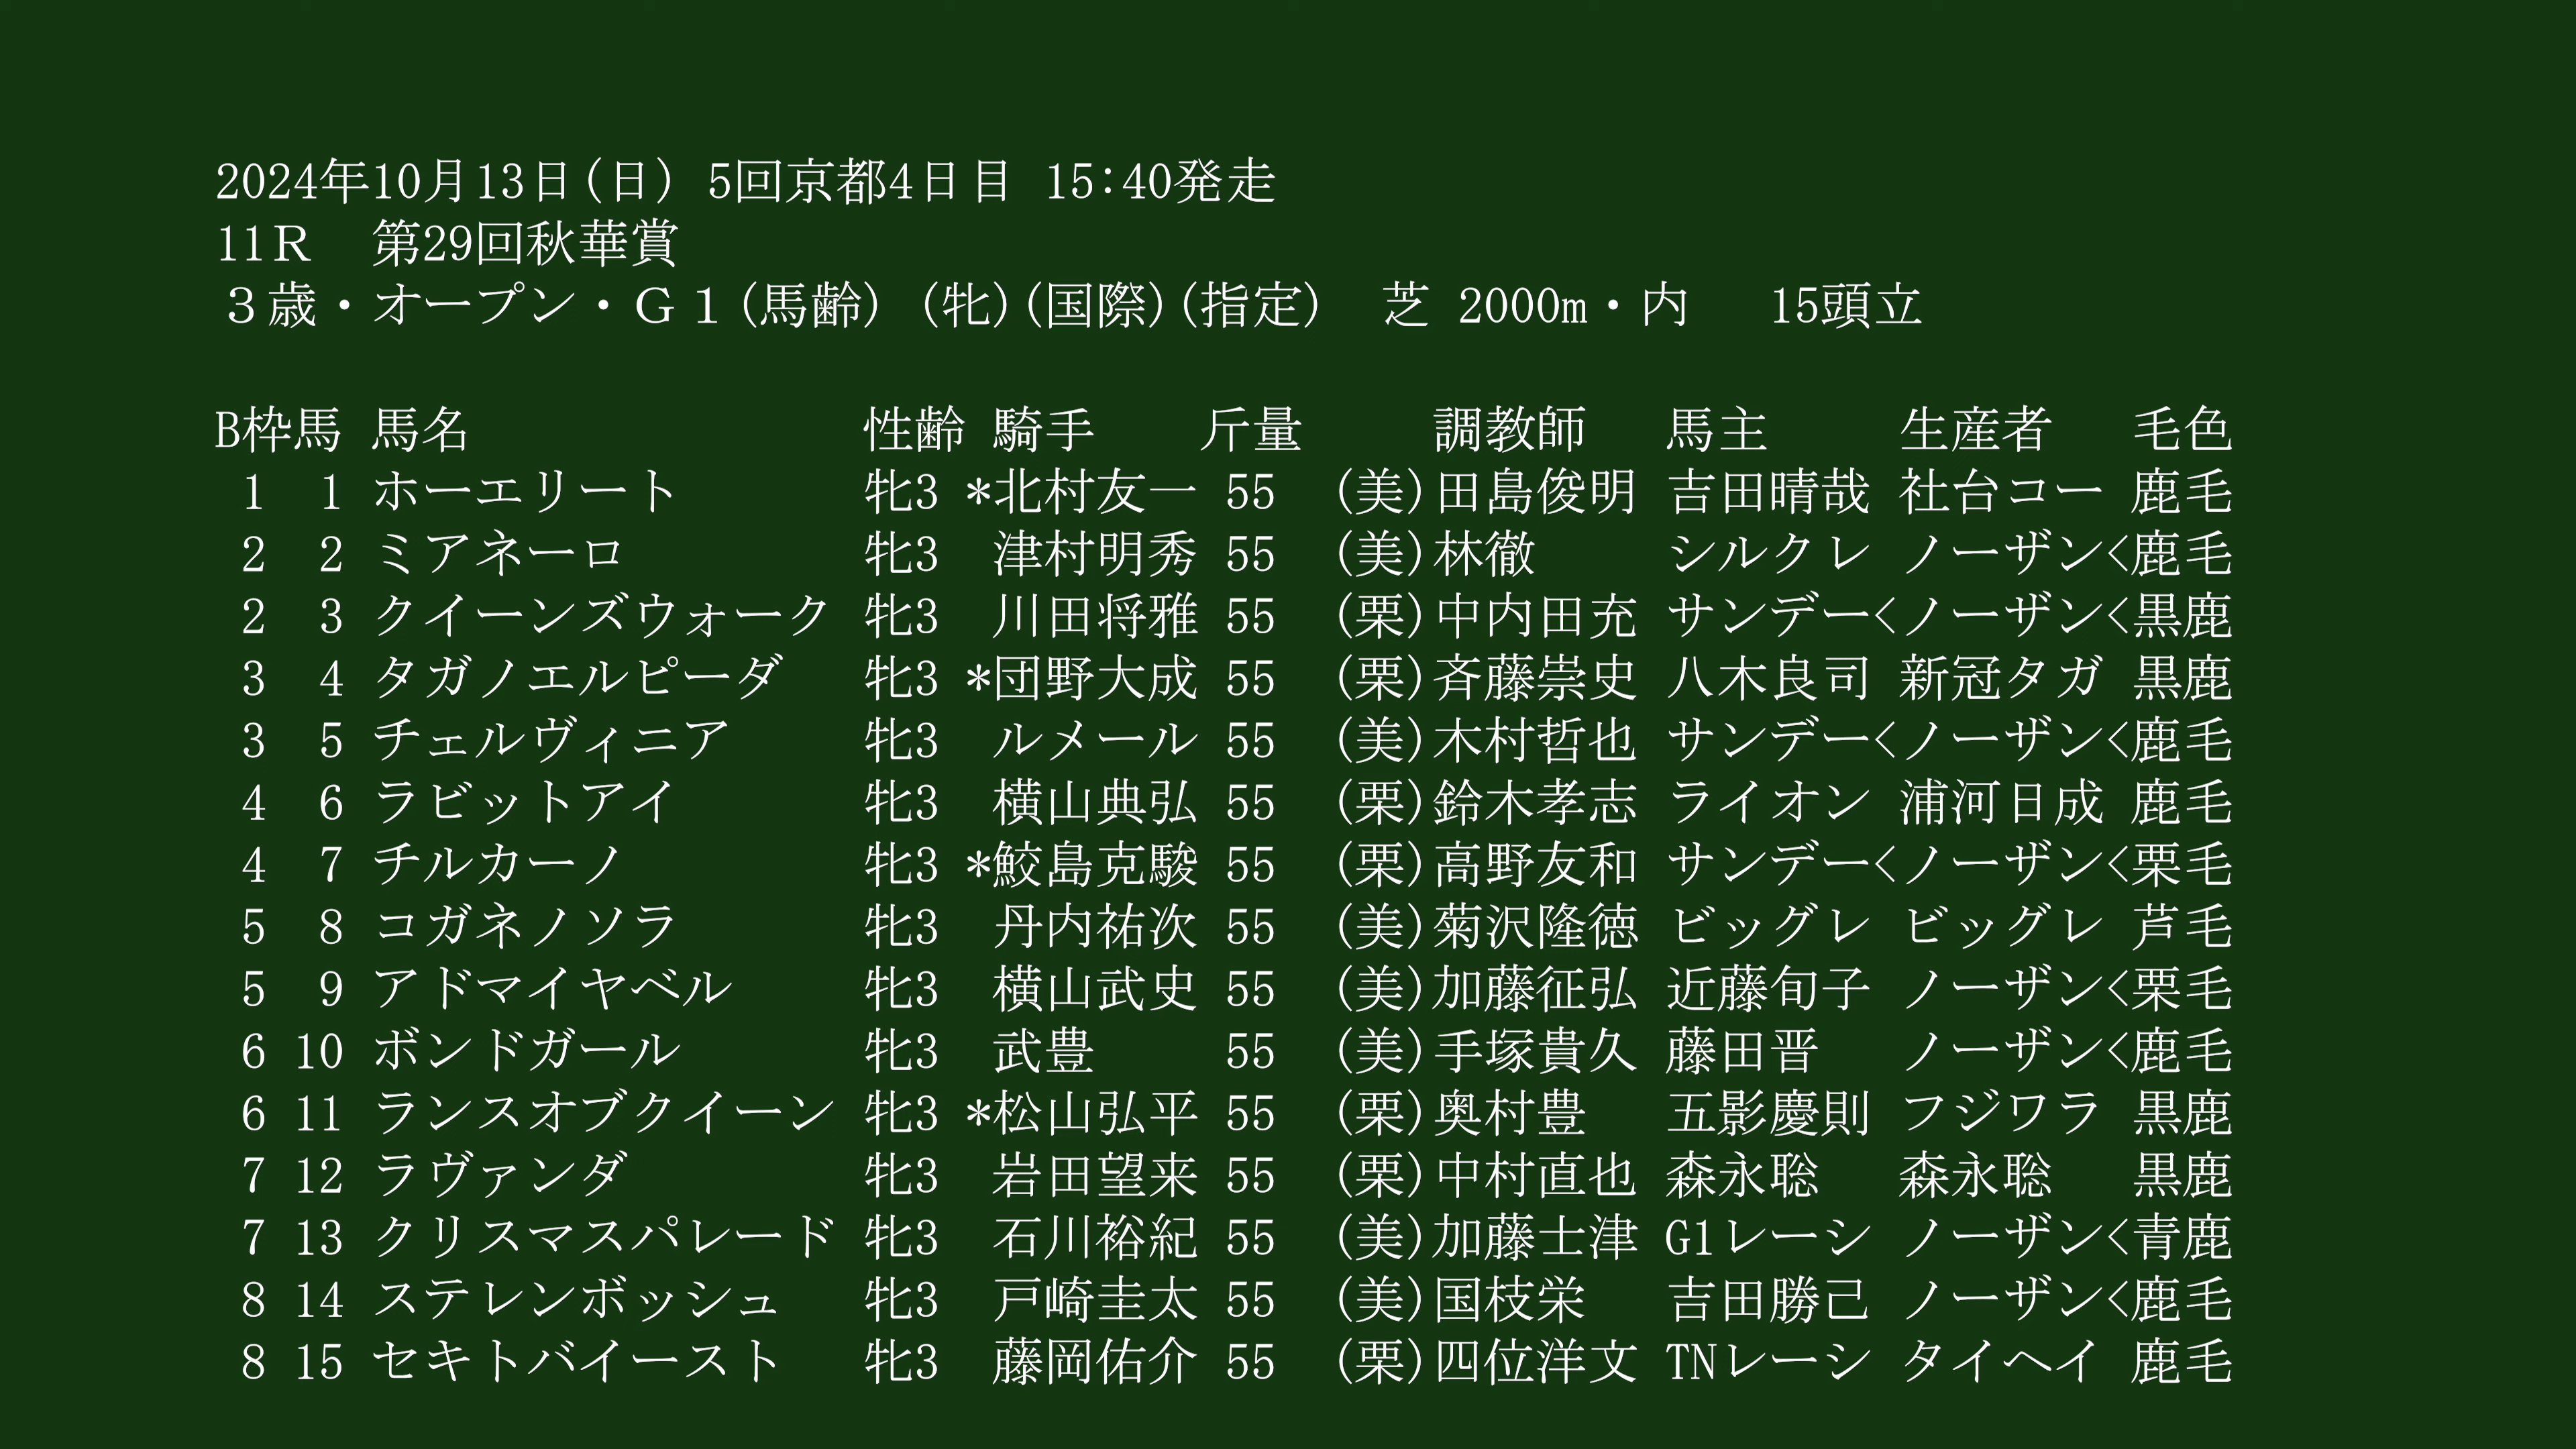 2024年10月13日(日) 5回京都4日目 15:40発走
11Ｒ　第29回秋華賞
３歳・オープン・Ｇ１(馬齢) (牝)(国際)(指定)　芝 2000m・内　 15頭立
B枠馬 馬名 性齢 騎手 斤量 調教師 馬主 生産者 毛色
1 1 ホーエリート 牝3 *北村友一 55 (美)田島俊明 吉田晴哉 社台コー 鹿毛
2 2 ミアネーロ 牝3 津村明秀 55 (美)林徹 シルクレ ノーザン<鹿毛
2 3 クイーンズウォーク 牝3 川田将雅 55 (栗)中内田充 サンデー<ノーザン<黒鹿
3 4 タガノエルピーダ 牝3 *団野大成 55 (栗)斉藤崇史 八木良司 新冠タガ 黒鹿
3 5 チェルヴィニア 牝3 ルメール 55 (美)木村哲也 サンデー<ノーザン<鹿毛
4 6 ラビットアイ 牝3 横山典弘 55 (栗)鈴木孝志 ライオン 浦河日成 鹿毛
4 7 チルカーノ 牝3 *鮫島克駿 55 (栗)高野友和 サンデー<ノーザン<栗毛
5 8 コガネノソラ 牝3 丹内祐次 55 (美)菊沢隆徳 ビッグレ ビッグレ 芦毛
5 9 アドマイヤベル 牝3 横山武史 55 (美)加藤征弘 近藤旬子 ノーザン<栗毛
6 10 ボンドガール 牝3 武豊 55 (美)手塚貴久 藤田晋 ノーザン<鹿毛
6 11 ランスオブクイーン 牝3 *松山弘平 55 (栗)奥村豊 五影慶則 フジワラ 黒鹿
7 12 ラヴァンダ 牝3 岩田望来 55 (栗)中村直也 森永聡 森永聡 黒鹿
7 13 クリスマスパレード 牝3 石川裕紀 55 (美)加藤士津 G1レーシ ノーザン<青鹿
8 14 ステレンボッシュ 牝3 戸崎圭太 55 (美)国枝栄 吉田勝己 ノーザン<鹿毛
8 15 セキトバイースト 牝3 藤岡佑介 55 (栗)四位洋文 TNレーシ タイヘイ 鹿毛